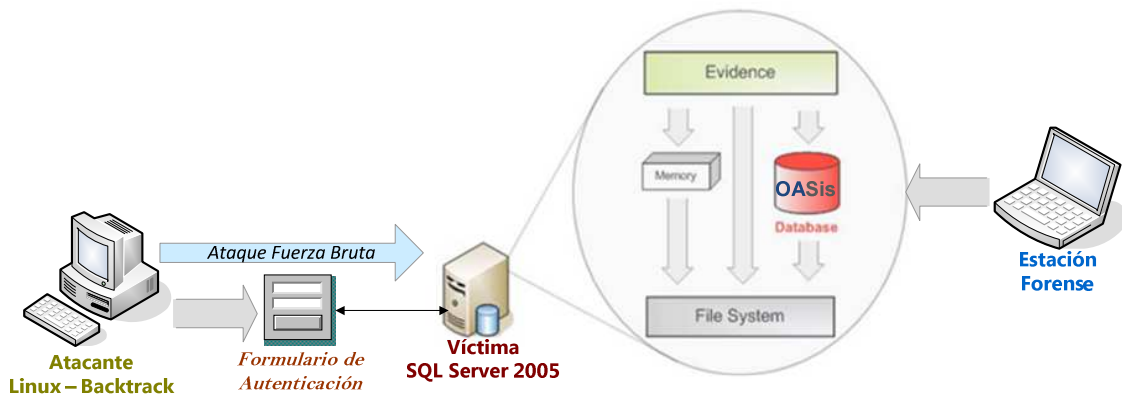 Evidence
Memory
OASis
Database
File System
Ataque Fuerza Bruta
Atacante
Linux – Backtrack
Formulario de
Autenticación
Víctima
SQL Server 2005
Estación
Forense